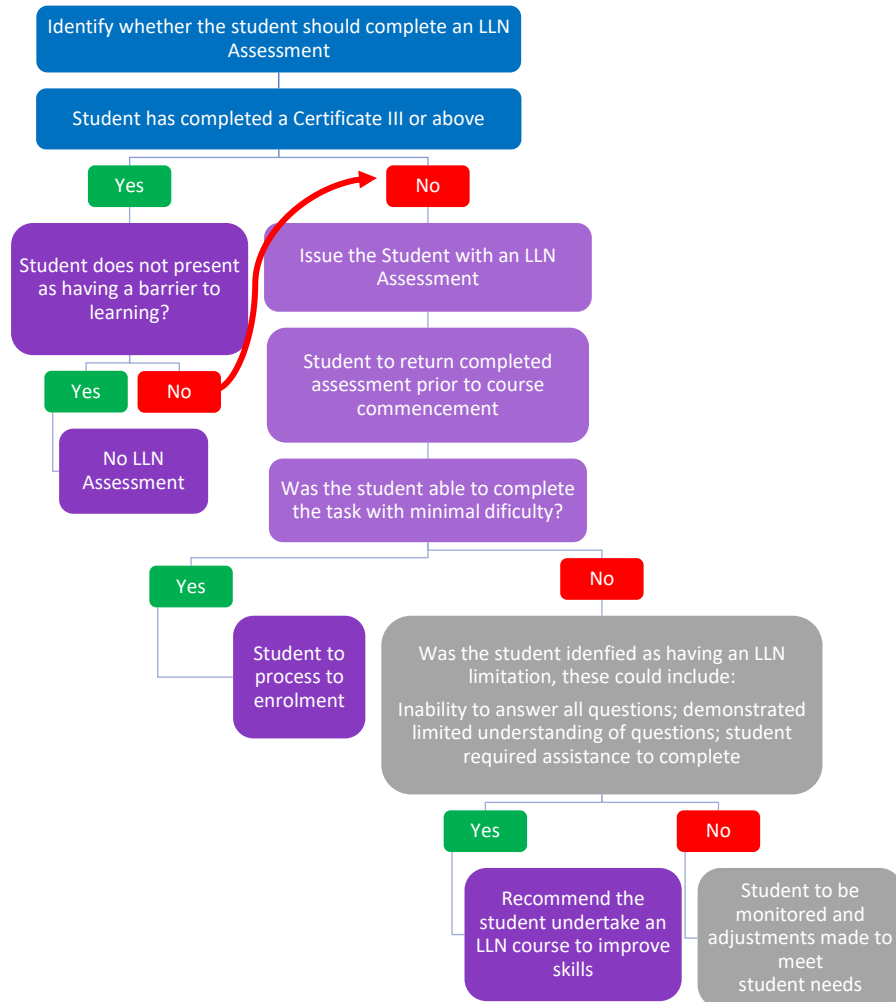 Identify whether the student should complete an LLN
Assessment
Student has completed a Certificate III or above
Yes
No
Student does not present
as having a barrier to
learning?
Issue the Student with an LLN
Assessment
Student to return completed
assessment prior to course
commencement
Yes
No
No LLN
Assessment
Was the student able to complete
the task with minimal dificulty?
Yes
No
Student to
process to
enrolment
Was the student idenfied as having an LLN
limitation, these could include:
Inability to answer all questions; demonstrated
limited understanding of questions; student
required assistance to complete
Yes
No
Recommend the
student undertake an
LLN course to improve
skills
Student to be
monitored and
adjustments made to
meet
student needs